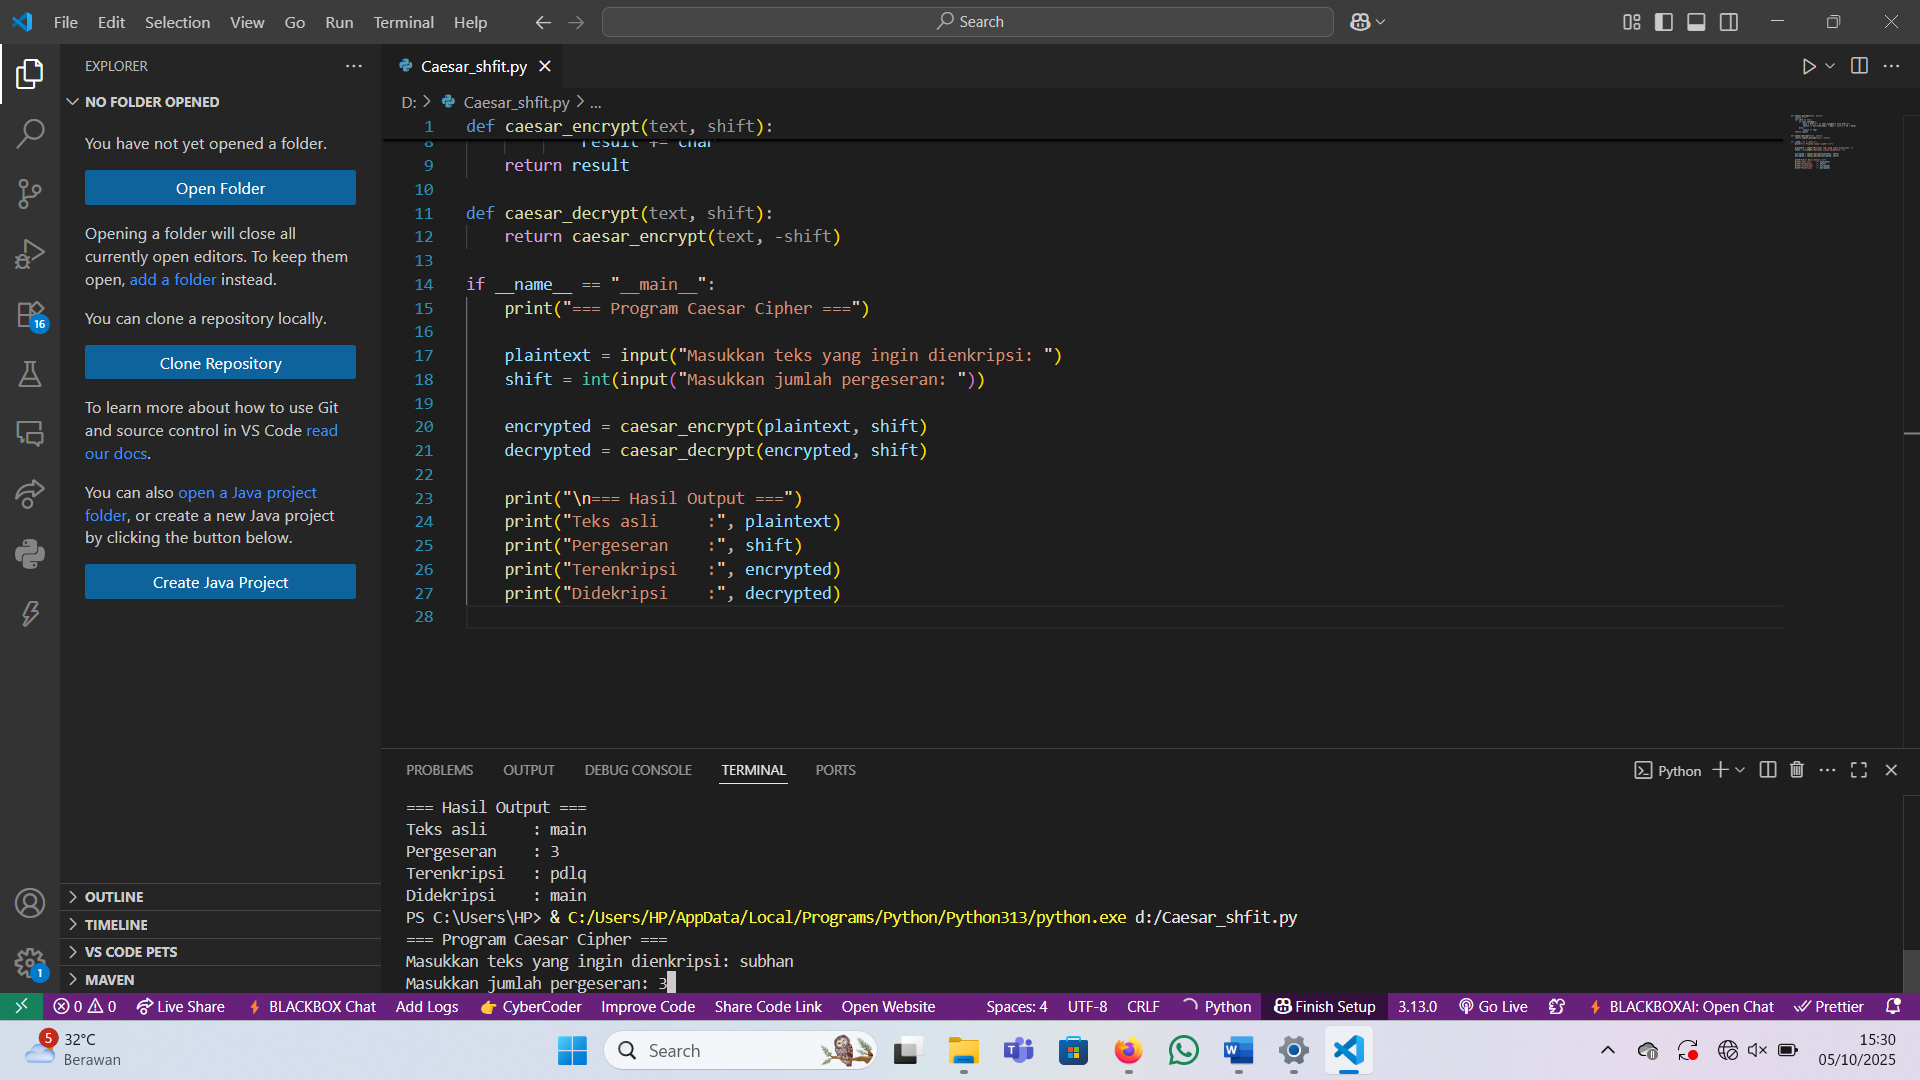 File Edit Selection View Go Run Terminal Help
Search
EXPLORER
NO FOLDER OPENED
You have not yet opened a folder.
Open Folder
Opening a folder will close all
currently open editors. To keep them
open, add a folder instead.
You can clone a repository locally.
Clone Repository
To learn more about how to use Git
and source control in VS Code read
our docs.
You can also open a Java project
folder, or create a new Java project
by clicking the button below.
Create Java Project
OUTLINE
TIMELINE
VS CODE PETS
MAVEN
16
1
Caesar_shfit.py
D: > Caesar_shfit.py > ...
1 def caesar_encrypt(text, shift):
8 result += char
9 return result
10
11 def caesar_decrypt(text, shift):
12 return caesar_encrypt(text, -shift)
13
14 if __name__ == "__main__":
15 print("=== Program Caesar Cipher ===")
16
17 plaintext = input("Masukkan teks yang ingin dienkripsi: ")
18 shift = int(input("Masukkan jumlah pergeseran: "))
19
20 encrypted = caesar_encrypt(plaintext, shift)
21 decrypted = caesar_decrypt(encrypted, shift)
22
23 print("\n=== Hasil Output ===")
24 print("Teks asli     :", plaintext)
25 print("Pergeseran    :", shift)
26 print("Terenkripsi   :", encrypted)
27 print("Didekripsi    :", decrypted)
28
PROBLEMS OUTPUT DEBUG CONSOLE TERMINAL PORTS
Python
=== Hasil Output ===
Teks asli     : main
Pergeseran    : 3
Terenkripsi   : pdlq
Didekripsi    : main
PS C:\Users\HP> & C:/Users/HP/AppData/Local/Programs/Python/Python313/python.exe d:/Caesar_shfit.py
=== Program Caesar Cipher ===
Masukkan teks yang ingin dienkripsi: subhan
Masukkan jumlah pergeseran: 3
0 0 Live Share BLACKBOX Chat Add Logs CyberCoder Improve Code Share Code Link Open Website Spaces: 4 UTF-8 CRLF Python Finish Setup 3.13.0 Go Live BLACKBOXAI: Open Chat Prettier
5
32°C
Berawan
Search
15:30
05/10/2025